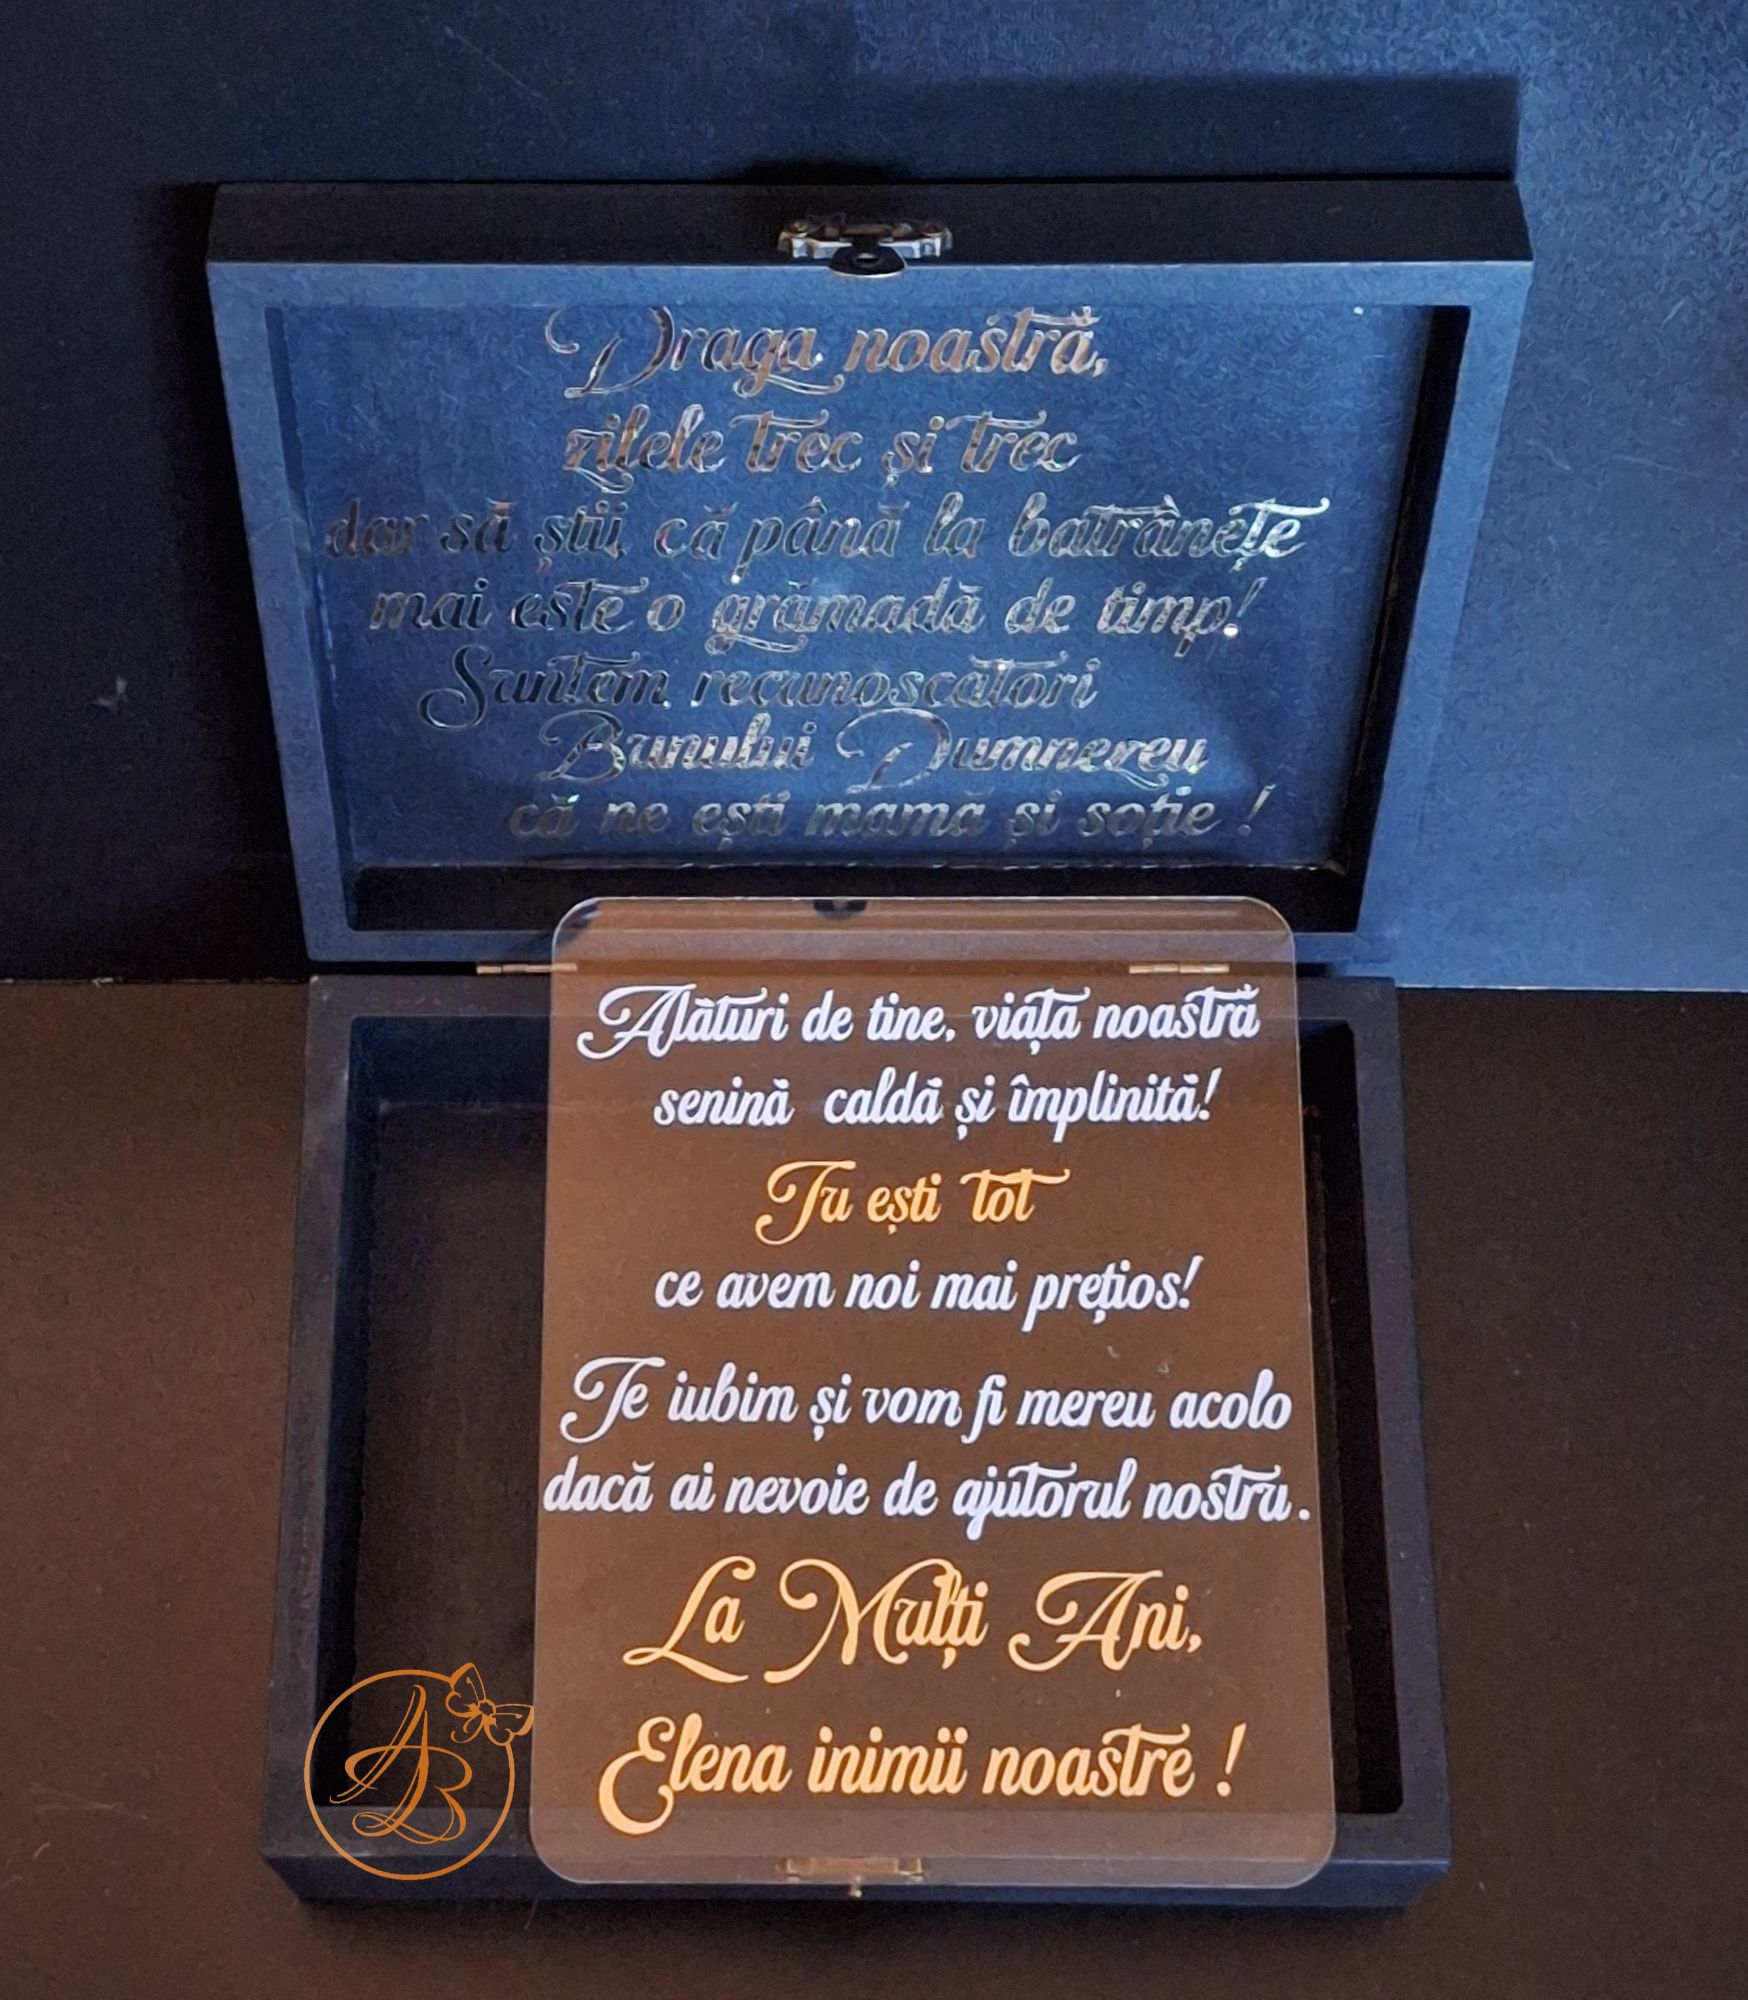 Draga noastră,
zilele trec și trec
dar să știi, că până la batrânețe
mai este o grămadă de timp!
Suntem recunoscători
Bunului Dumnezeu
că ne ești mamă și soție !
Alături de tine, viața noastră
senină caldă și împlinită!
Tu ești tot
ce avem noi mai prețios!
Te iubim și vom fi mereu acolo
dacă ai nevoie de ajutorul nostru.
La Mulți Ani,
Elena inimii noastre !
AB